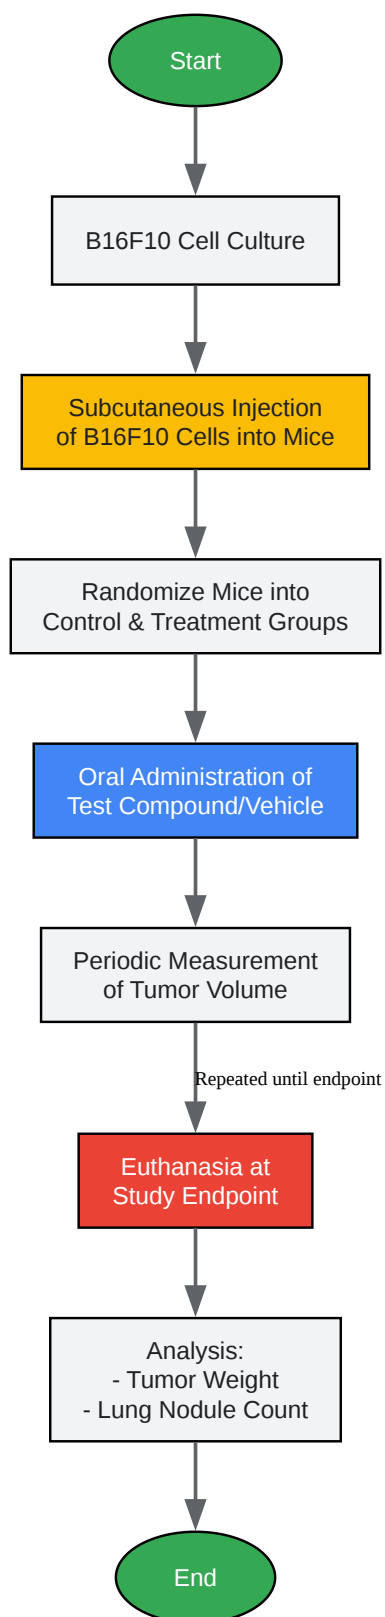 Start
B16F10 Cell Culture
Subcutaneous Injection
of B16F10 Cells into Mice
Randomize Mice into
Control & Treatment Groups
Oral Administration of
Test Compound/Vehicle
Periodic Measurement
of Tumor Volume
Repeated until endpoint
Euthanasia at
Study Endpoint
Analysis:
- Tumor Weight
- Lung Nodule Count
End